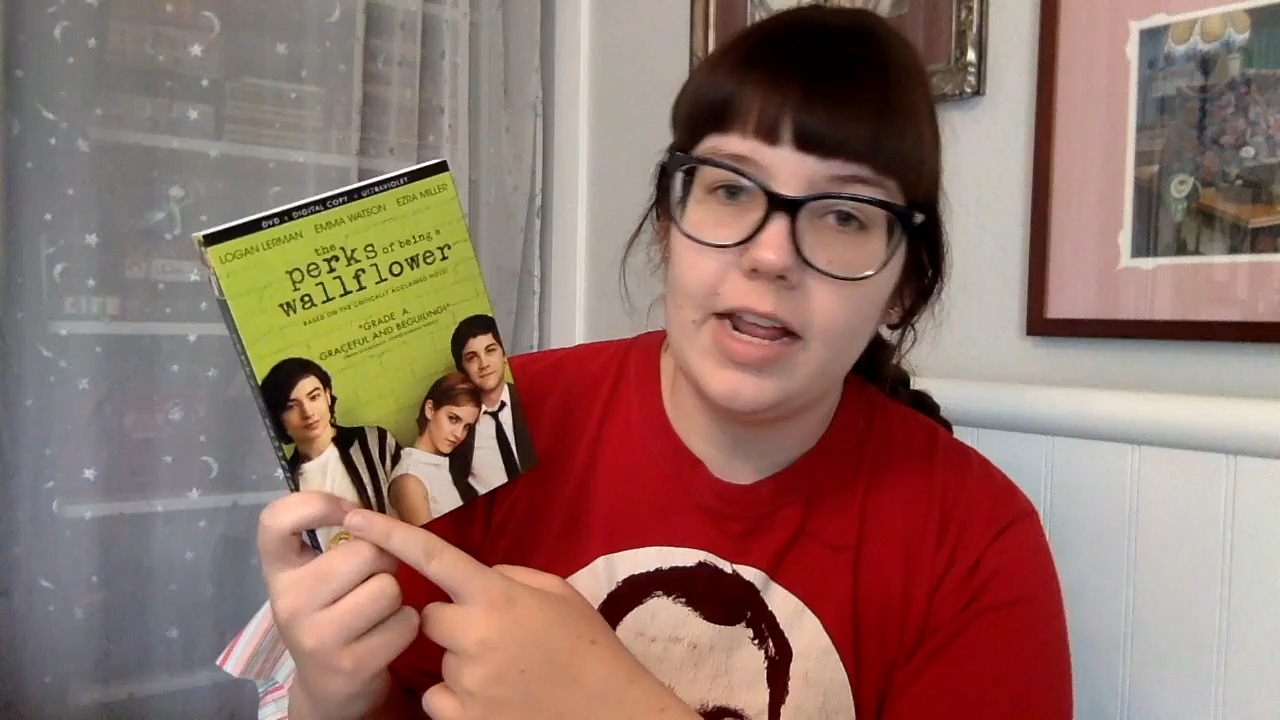 DVD + DIGITAL COPY + ULTRAVIOLET
LOGAN LERMAN EMMA WATSON EZRA MILLER
the
perks of being a
wallflower
BASED ON THE CRITICALLY ACCLAIMED NOVEL
"GRADE A.
GRACEFUL AND BEGUILING!"